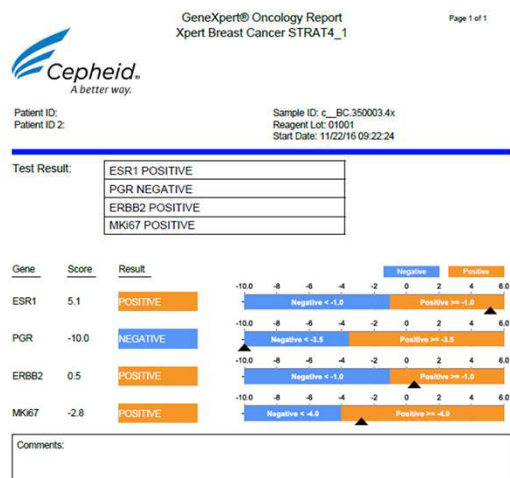 GeneXpert® Oncology Report
Page 1 of 1
Xpert Breast Cancer STRAT4_1
Cepheid.
A better way.
Patient ID:
Patient ID 2:
Sample ID: c__BC.350003.4x
Reagent Lot: 01001
Start Date: 11/22/16 09:22:24
Test Result:
ESR1 POSITIVE
PGR NEGATIVE
ERBB2 POSITIVE
MKi67 POSITIVE
Gene Score Result Negative Positive
-10.0 -8 -6 -4 -2 0 2 4 6.0
ESR1 5.1 POSITIVE Negative < -1.0 Positive >= -1.0
-10.0 -8 -6 -4 -2 0 2 4 6.0
PGR -10.0 NEGATIVE Negative < -3.5 Positive >= -3.5
-10.0 -8 -6 -4 -2 0 2 4 6.0
ERBB2 0.5 POSITIVE Negative < -1.0 Positive >= -1.0
-10.0 -8 -6 -4 -2 0 2 4 6.0
MKi67 -2.8 POSITIVE Negative < -4.0 Positive >= -4.0
Comments: